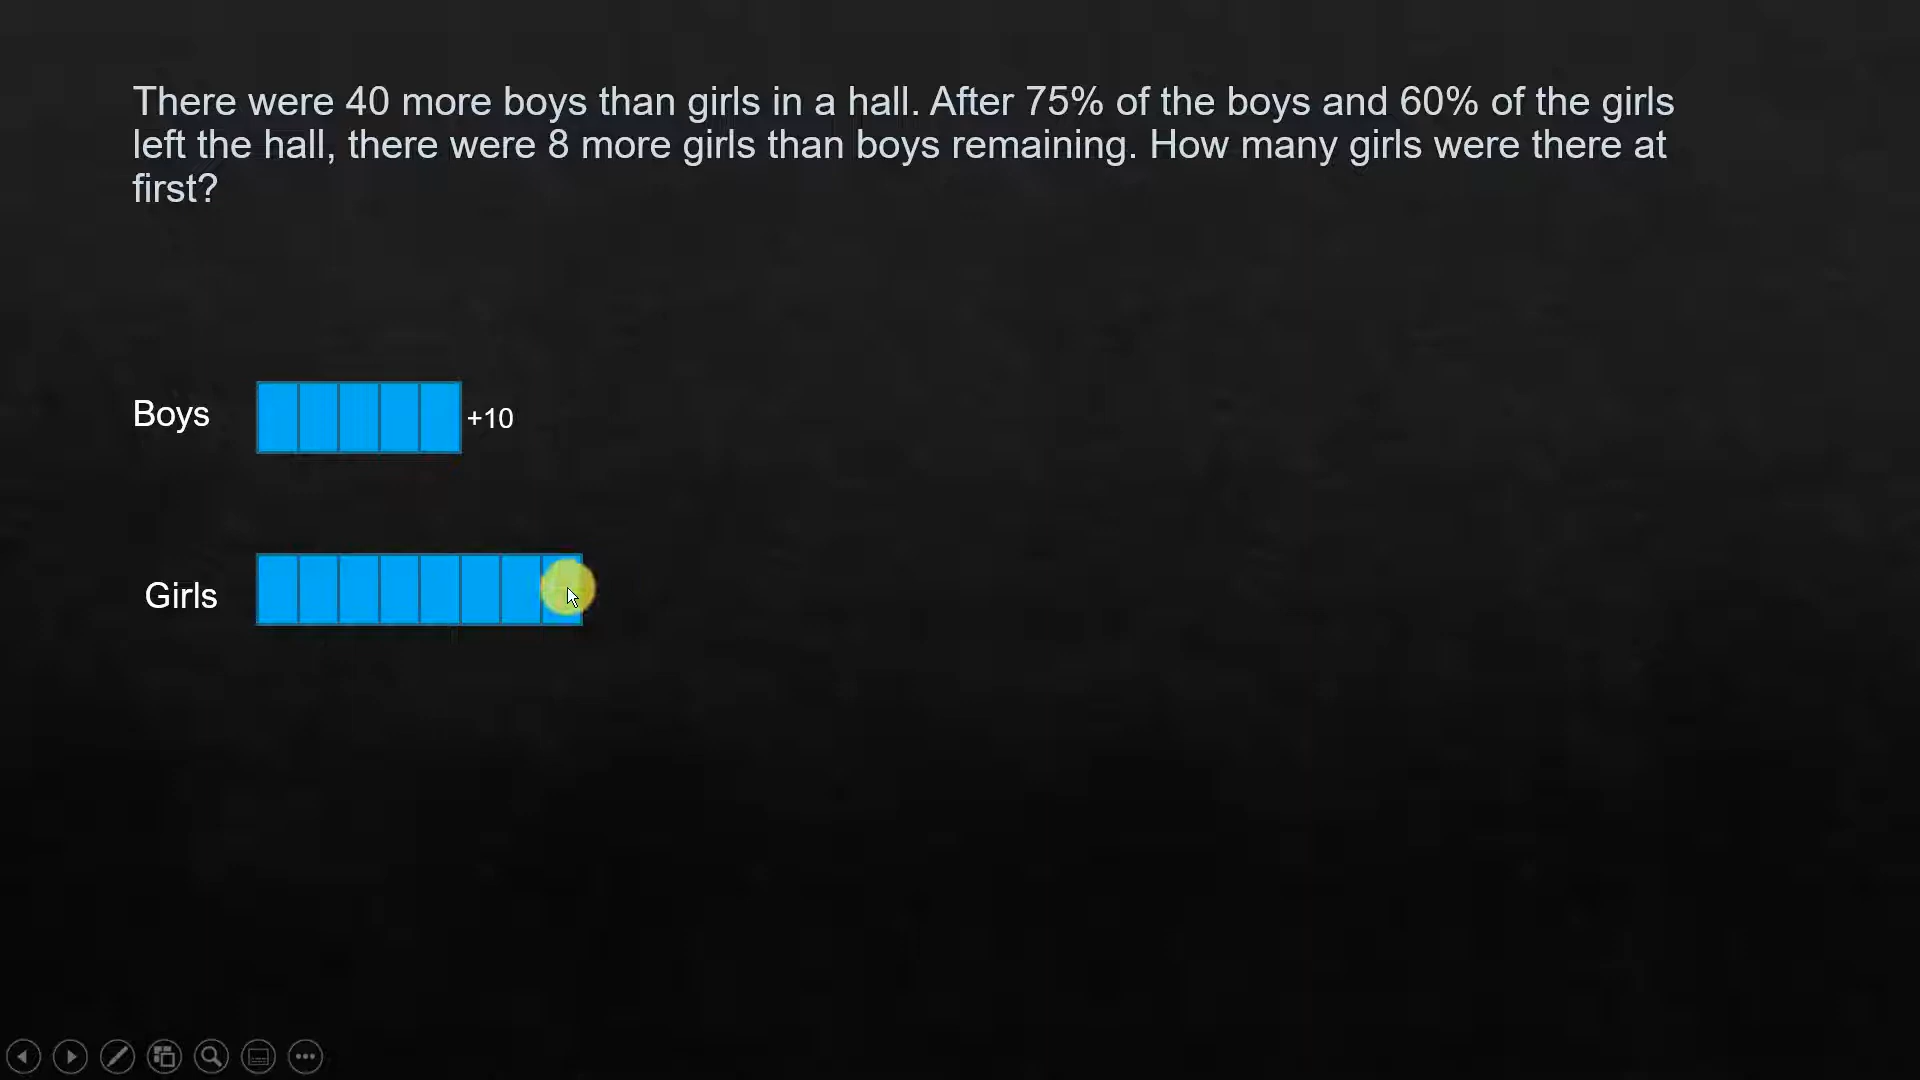 There were 40 more boys than girls in a hall. After 75% of the boys and 60% of the girls
left the hall, there were 8 more girls than boys remaining. How many girls were there at
first?
Boys
+10
Girls